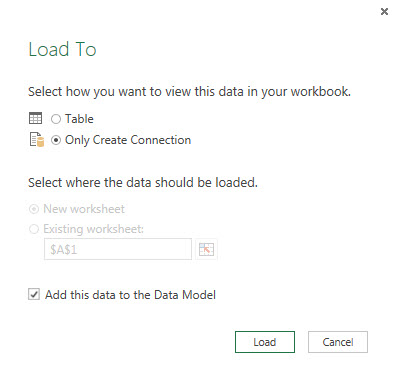 Load To
Select how you want to view this data in your workbook.
Table
Only Create Connection
Select where the data should be loaded.
New worksheet
Existing worksheet:
$A$1
Add this data to the Data Model
Load Cancel